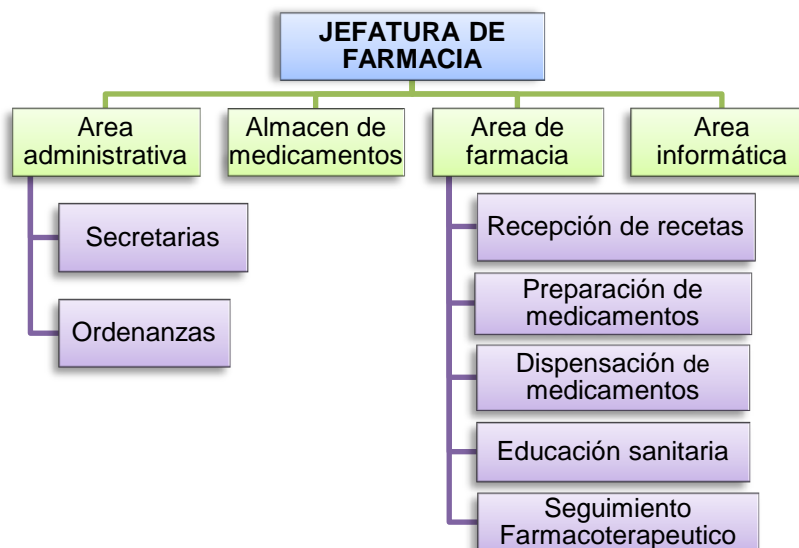 JEFATURA DE
FARMACIA
Area
administrativa
Almacen de
medicamentos
Area de
farmacia
Area
informática
Secretarias
Ordenanzas
Recepción de recetas
Preparación de
medicamentos
Dispensación de
medicamentos
Educación sanitaria
Seguimiento
Farmacoterapeutico